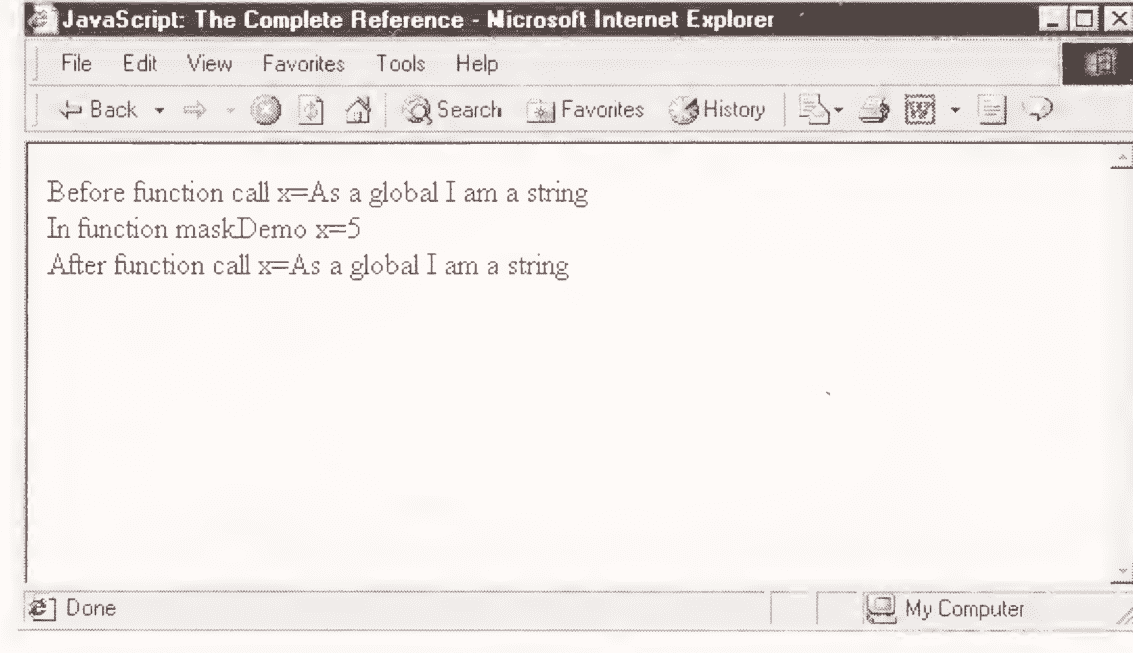 JavaScript: The Complete Reference - Microsoft Internet Explorer
File Edit View Favorites Tools Help
Back Search Favorites History
Before function call x=As a global I am a string
In function maskDemo x=5
After function call x=As a global I am a string
Done My Computer